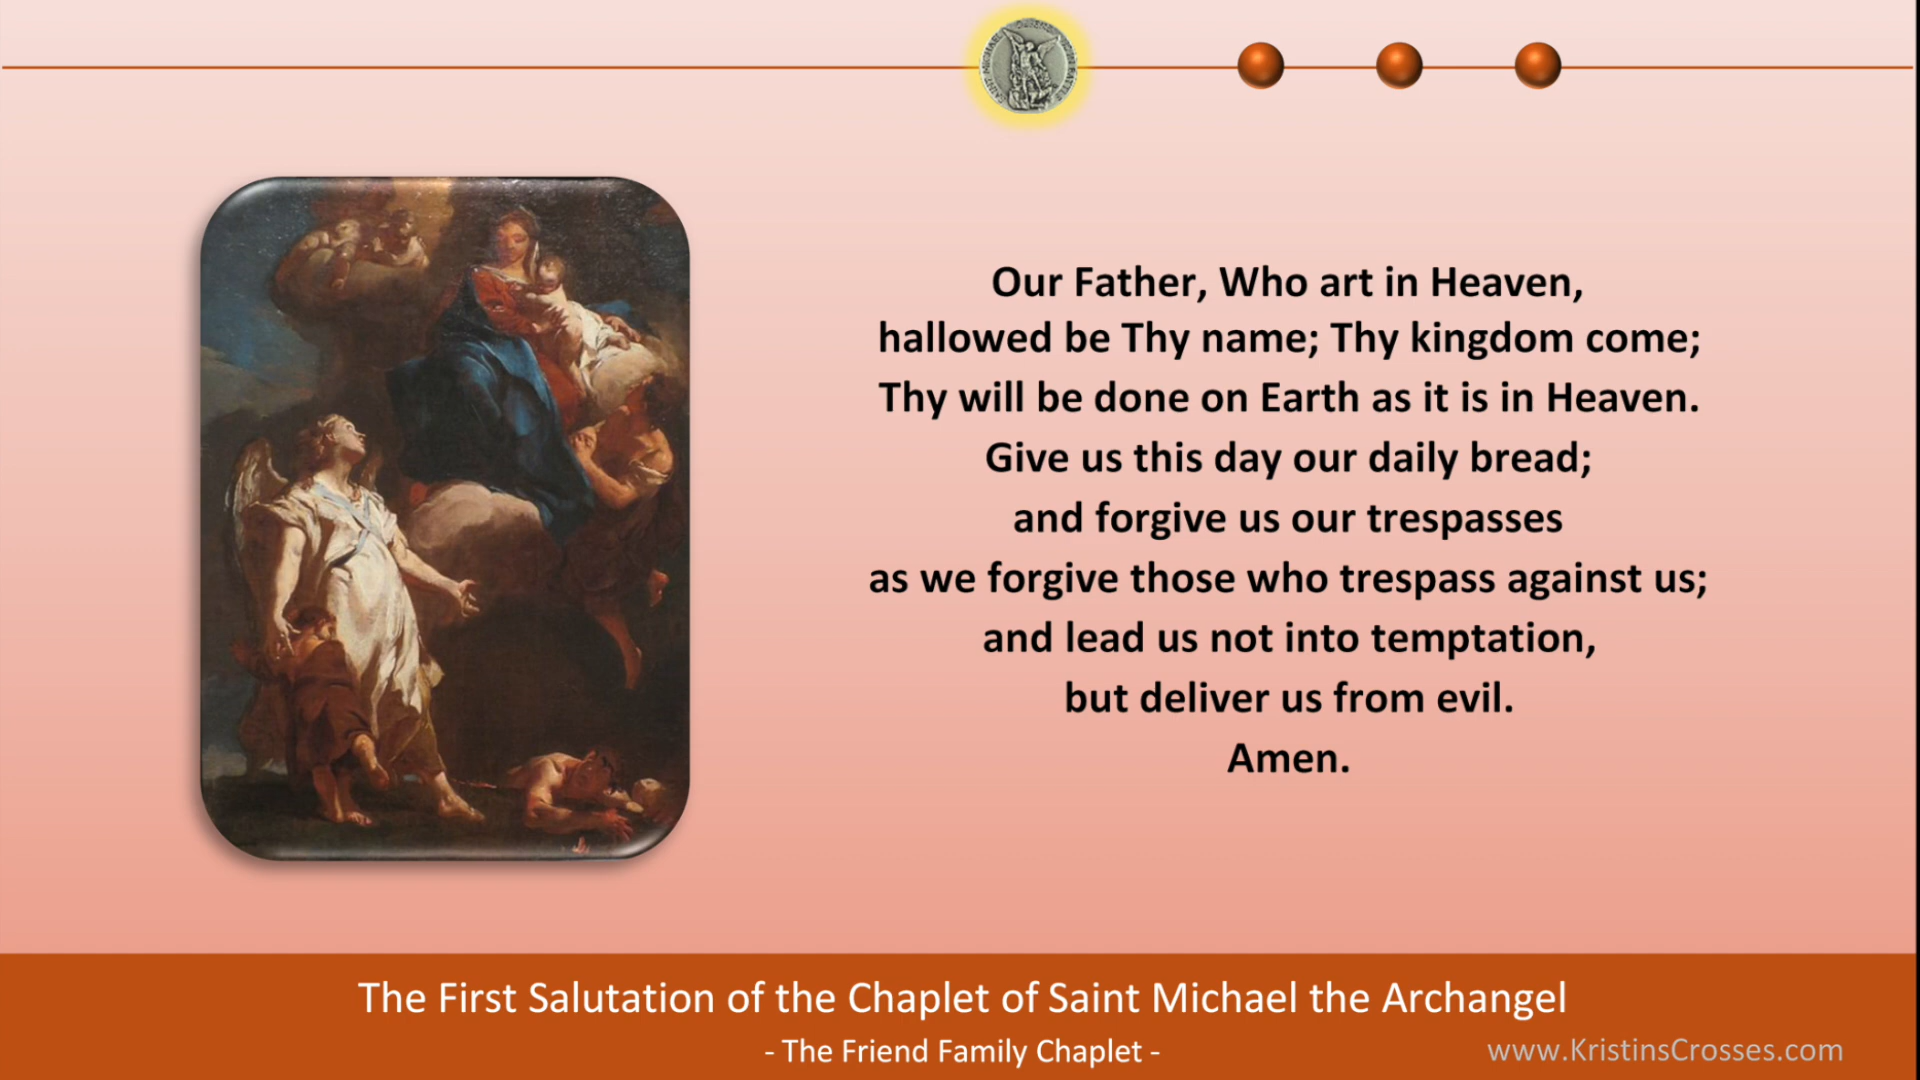 Our Father, Who art in Heaven,
hallowed be Thy name; Thy kingdom come;
Thy will be done on Earth as it is in Heaven.
Give us this day our daily bread;
and forgive us our trespasses
as we forgive those who trespass against us;
and lead us not into temptation,
but deliver us from evil.
Amen.
The First Salutation of the Chaplet of Saint Michael the Archangel
- The Friend Family Chaplet -
www.KristinsCrosses.com